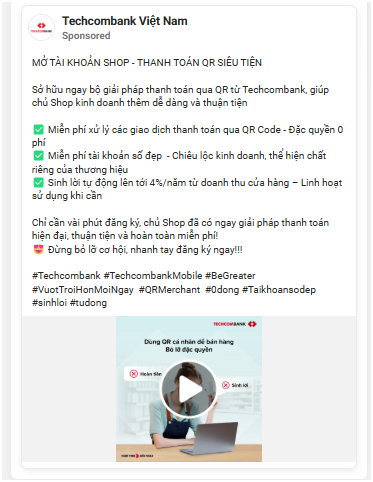 Techcombank Việt Nam
Sponsored
MỞ TÀI KHOẢN SHOP - THANH TOÁN QR SIÊU TIỆN
Sở hữu ngay bộ giải pháp thanh toán qua QR từ Techcombank, giúp
chủ Shop kinh doanh thêm dễ dàng và thuận tiện
✅ Miễn phí xử lý các giao dịch thanh toán qua QR Code - Đặc quyền 0
phí
✅ Miễn phí tài khoản số đẹp - Chiêu lộc kinh doanh, thể hiện chất
riêng của thương hiệu
✅ Sinh lời tự động lên tới 4%/năm từ doanh thu cửa hàng – Linh hoạt
sử dụng khi cần
Chỉ cần vài phút đăng ký, chủ Shop đã có ngay giải pháp thanh toán
hiện đại, thuận tiện và hoàn toàn miễn phí!
😍 Đừng bỏ lỡ cơ hội, nhanh tay đăng ký ngay!!!
#Techcombank #TechcombankMobile #BeGreater
#VuotTroiHonMoiNgay #QRMerchant #0dong #Taikhoansodep
#sinhloi #tudong
TECHCOMBANK
Dùng QR cá nhân để bán hàng
Bỏ lỡ đặc quyền
Hoàn tiền
Sinh lời